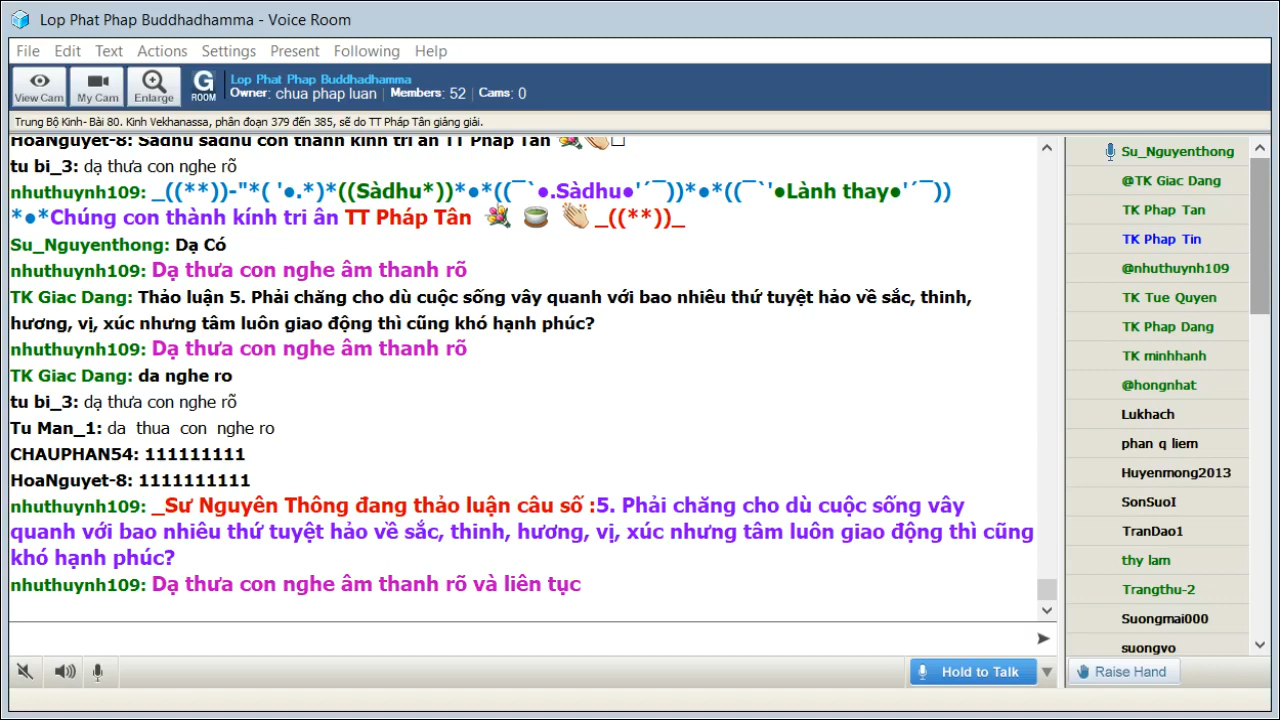 Lop Phat Phap Buddhadhamma - Voice Room
File Edit Text Actions Settings Present Following Help
View Cam My Cam Enlarge G ROOM
Lop Phat Phap Buddhadhamma
Owner: chua phap luan | Members: 52 | Cams: 0
Trung Bộ Kinh- Bài 80. Kinh Vekhanassa, phân đoạn 379 đến 385, sẽ do TT Pháp Tân giảng giải.
HoaNguyet-8: Sadhu sadhu con thành kính tri ân TT Pháp Tân 💐👏□
tu bi_3: dạ thưa con nghe rõ
nhuthuynh109: _((**))-"*( '●.*)*((Sàdhu*))*●*((¯`●.Sàdhu●'´¯))*●*((¯`'●Lành thay●'´¯))
*●*Chúng con thành kính tri ân TT Pháp Tân 💐 🍵 👏 _((**))_
Su_Nguyenthong: Dạ Có
nhuthuynh109: Dạ thưa con nghe âm thanh rõ
TK Giac Dang: Thảo luận 5. Phải chăng cho dù cuộc sống vây quanh với bao nhiêu thứ tuyệt hảo về sắc, thinh,
hương, vị, xúc nhưng tâm luôn giao động thì cũng khó hạnh phúc?
nhuthuynh109: Dạ thưa con nghe âm thanh rõ
TK Giac Dang: da nghe ro
tu bi_3: dạ thưa con nghe rõ
Tu Man_1: da thua con nghe ro
CHAUPHAN54: 111111111
HoaNguyet-8: 1111111111
nhuthuynh109: _Sư Nguyên Thông đang thảo luận câu số :5. Phải chăng cho dù cuộc sống vây
quanh với bao nhiêu thứ tuyệt hảo về sắc, thinh, hương, vị, xúc nhưng tâm luôn giao động thì cũng
khó hạnh phúc?
nhuthuynh109: Dạ thưa con nghe âm thanh rõ và liên tục
Hold to Talk
Su_Nguyenthong
@TK Giac Dang
TK Phap Tan
TK Phap Tin
@nhuthuynh109
TK Tue Quyen
TK Phap Dang
TK minhhanh
@hongnhat
Lukhach
phan q liem
Huyenmong2013
SonSuoI
TranDao1
thy lam
Trangthu-2
Suongmai000
suongvo
Raise Hand